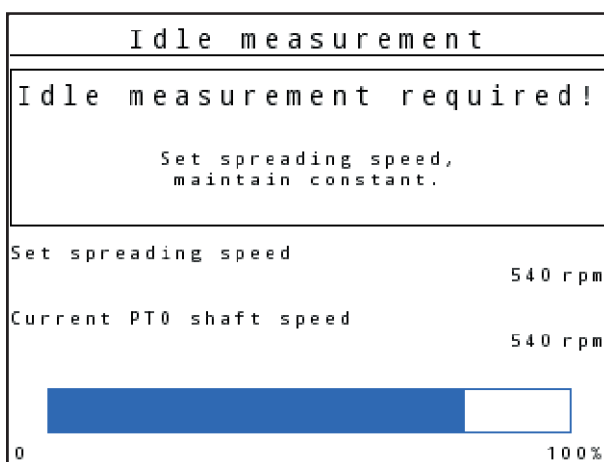 Idle measurement
Idle measurement required!
Set spreading speed,
maintain constant.
Set spreading speed
540 rpm
Current PTO shaft speed
540 rpm
0 100%